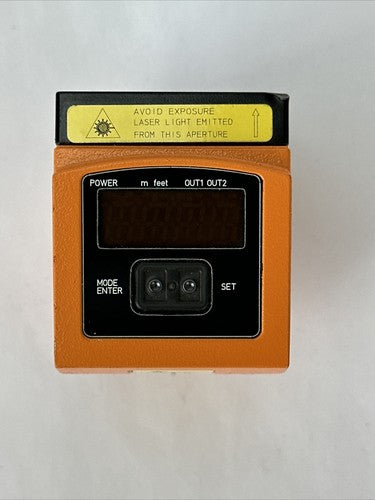 AVOID EXPOSURE
LASER LIGHT EMITTED
FROM THIS APERTURE
POWER m feet OUT1 OUT2
MODE
ENTER
SET